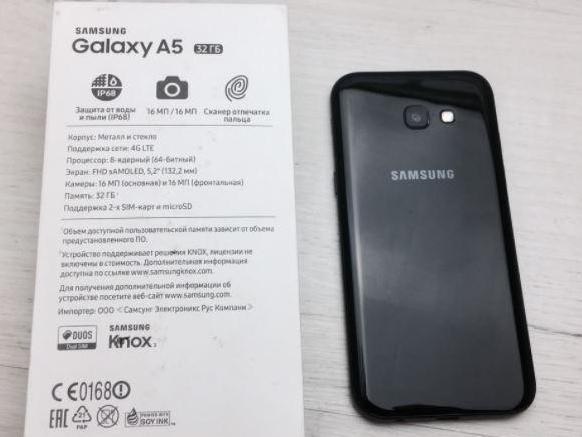 SAMSUNG
Galaxy A5 32 ГБ
IP68
Защита от воды
и пыли (IP68)
16 МП / 16 МП
Сканер отпечатка
пальца
Корпус: Металл и стекло
Поддержка сети: 4G LTE
Процессор: 8-ядерный (64-битный)
Экран: FHD sAMOLED, 5,2" (132,2 мм)
Камеры: 16 МП (основная) и 16 МП (фронтальная)
Память: 32 ГБ
Поддержка 2-х SIM-карт и microSD
Объем доступной пользовательской памяти зависит от объема
предустановленного ПО.
Устройство поддерживает решения KNOX, лицензии не
включены в стоимость. Дополнительная информация
доступна по ссылке www.samsungknox.com.
Для получения дополнительной информации об
устройстве посетите веб-сайт www.samsung.com.
Импортер: ООО <Самсунг Электроникс Рус Компани>
DUOS
Dual SIM
SAMSUNG
Knox
CE0168
EAC
21
PAP
PRINTED WITH
SOY INK
SAMSUNG